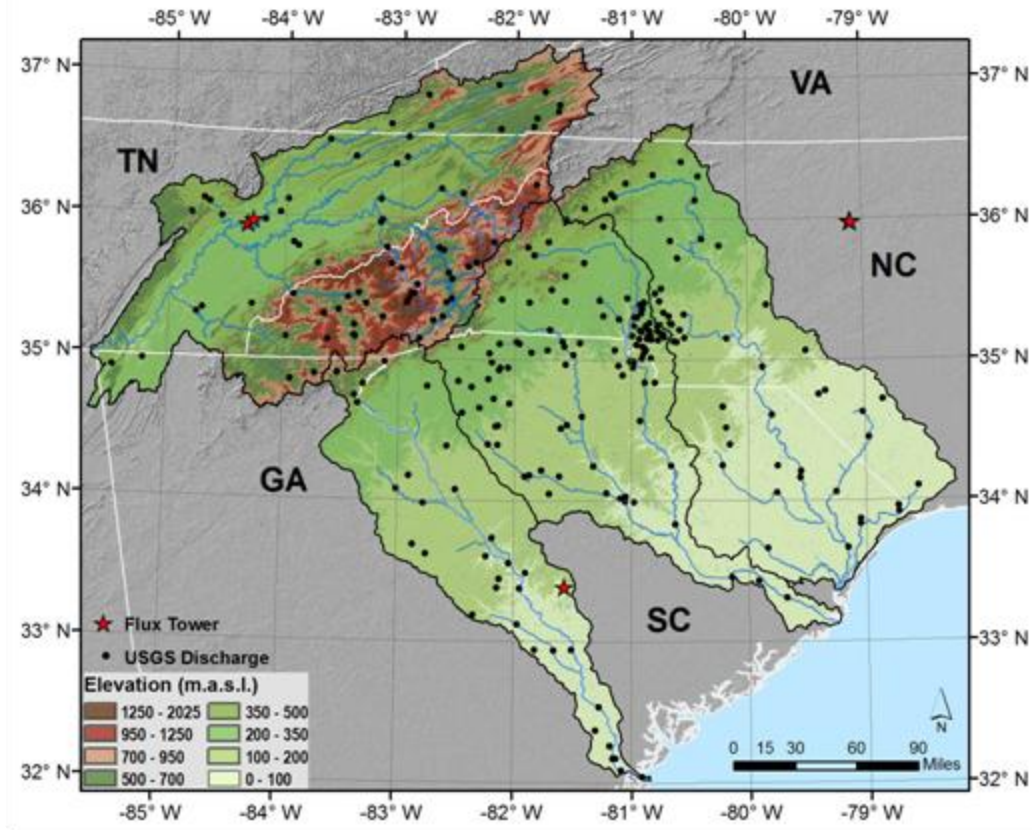 -85° W -84° W -83° W -82° W -81° W -80° W -79° W
37° N
37° N
VA
TN
36° N
36° N
NC
35° N
35° N
GA
34° N
34° N
SC
33° N
33° N
Flux Tower
USGS Discharge
Elevation (m.a.s.l.)
1250 - 2025 350 - 500
950 - 1250 200 - 350
700 - 950 100 - 200
500 - 700 0 - 100
N
0 15 30 60 90
Miles
32° N
32° N
-85° W -84° W -83° W -82° W -81° W -80° W -79° W